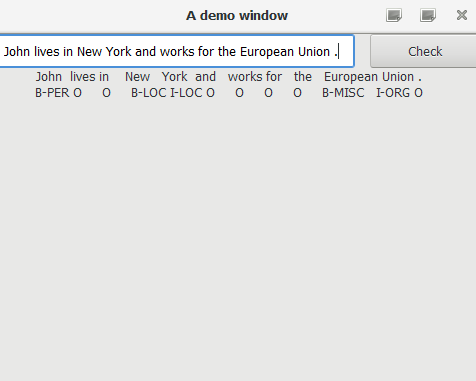 A demo window
John lives in New York and works for the European Union .
Check
John lives in New York and works for the European Union .
B-PER O O B-LOC I-LOC O O O O B-MISC I-ORG O